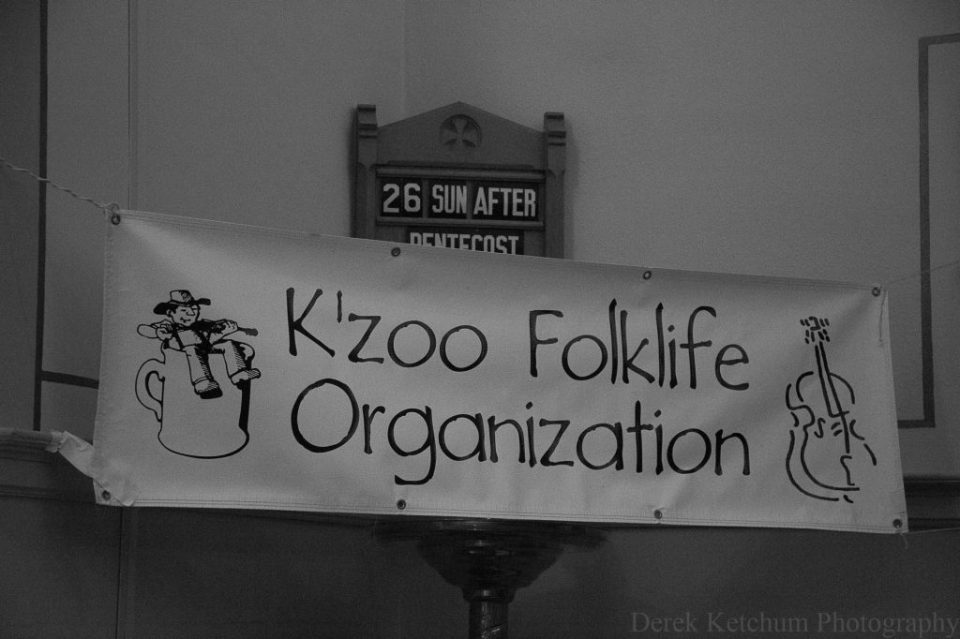 26 SUN AFTER
PENTECOST
K'zoo Folklife
Organization
Derek Ketchum Photography